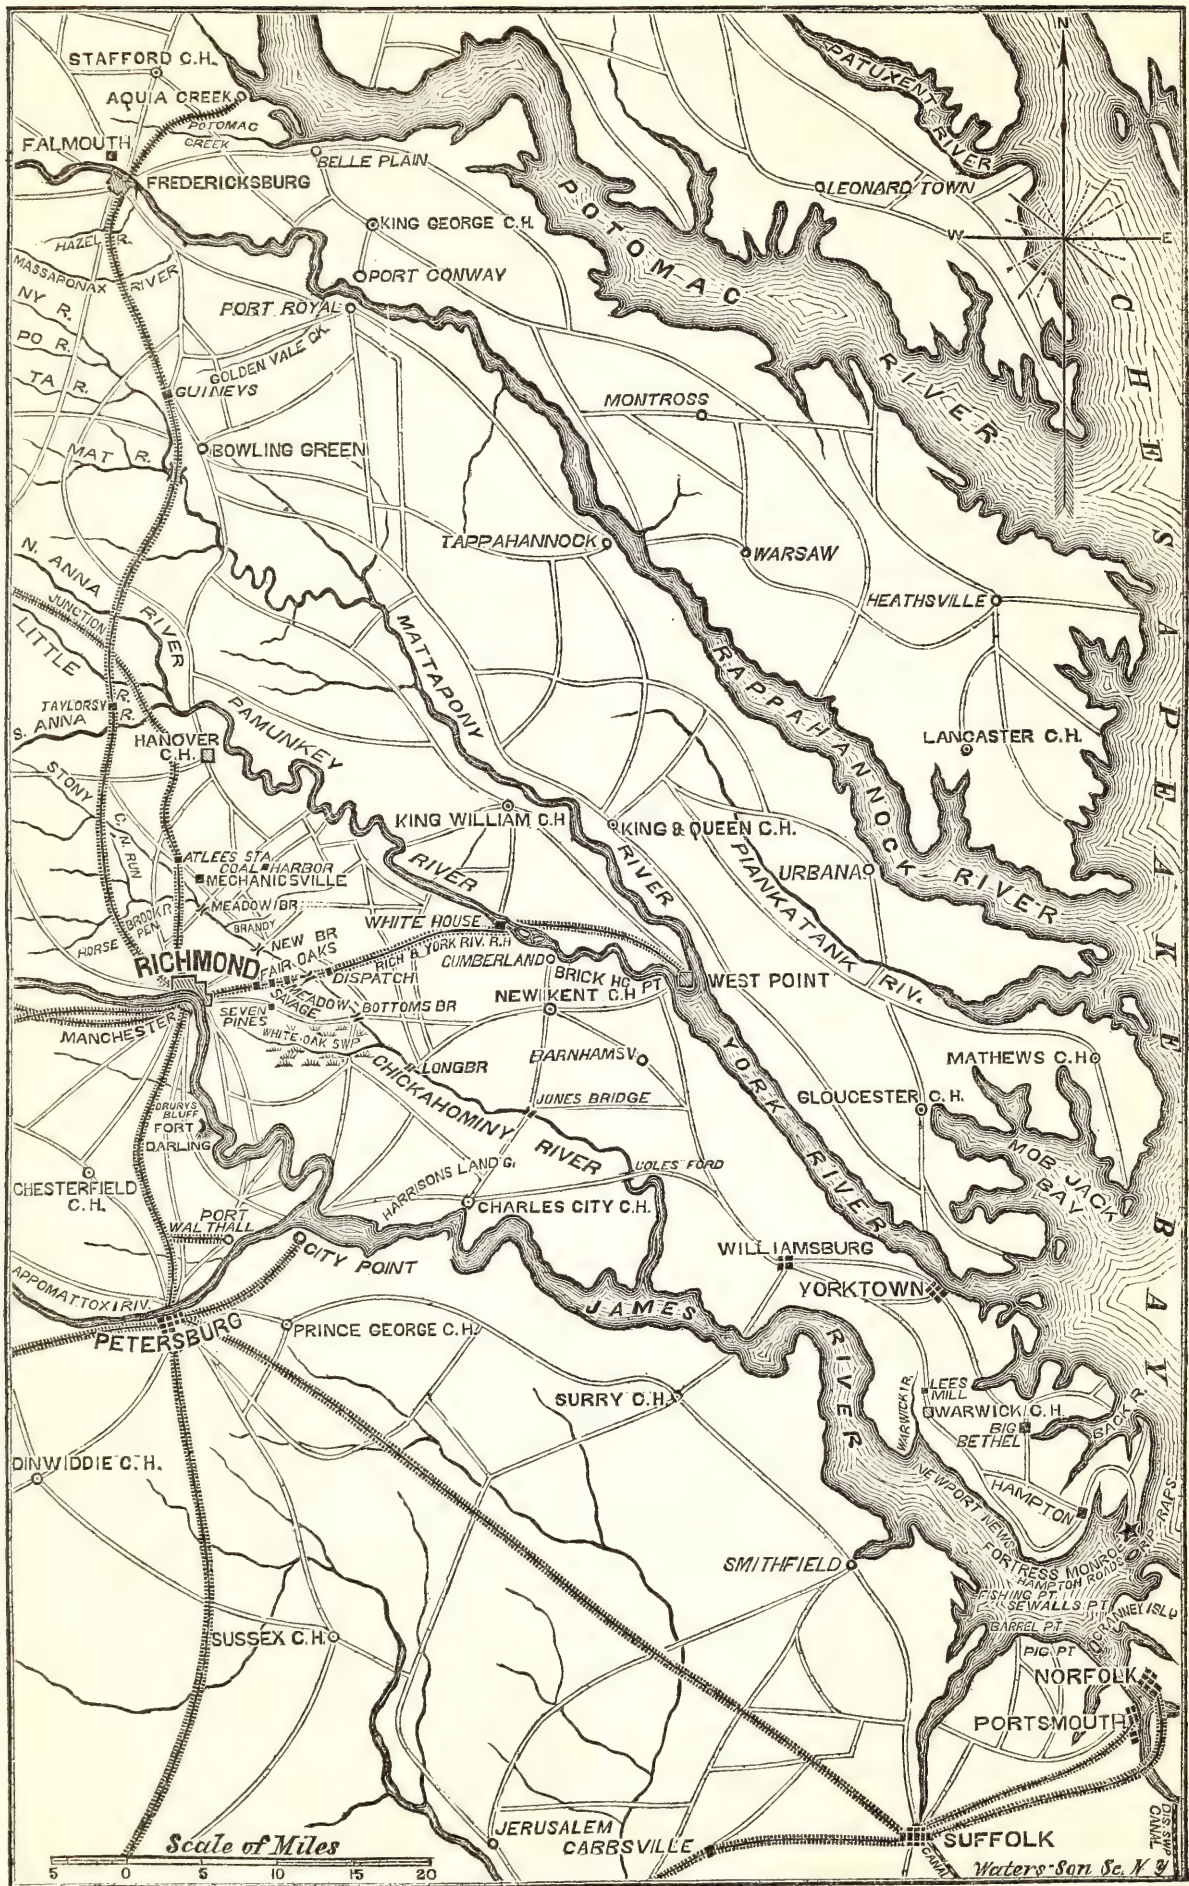 N
STAFFORD C.H.
PATUXENT
AQUIA CREEK
RIVER
POTOMAC
CREEK
FALMOUTH
BELLE PLAIN
FREDERICKSBURG
LEONARD TOWN
KING GEORGE C.H.
W
E
HAZEL R.
MASSAPONAX RIVER
PORT CONWAY
POTOMAC
NY R.
PORT ROYAL
PO R.
GOLDEN VALE CK.
RIVER
TA R.
GUINEYS
MONTROSS
MAT R.
BOWLING GREEN
CHESAPEAKE BAY
TAPPAHANNOCK
WARSAW
N. ANNA
RIVER
JUNCTION
HEATHSVILLE
LITTLE
R.
MATTAPONY
RAPPAHANNOCK RIVER
TAYLORSV
S. ANNA
R.
PAMUNKEY
HANOVER
C.H.
LANCASTER C.H.
STONY
RUN
KING WILLIAM C.H
KING & QUEEN C.H.
RIVER
RIVER
PIANKATANK
RIV.
ATLEES STA
COAL HARBOR
MECHANICSVILLE
URBANA
MEADOW BR
BROOK R
PEN
BRANDY
WHITE HOUSE
HORSE
NEW BR
RICH & YORK RIV. R.H
RICHMOND
FAIR OAKS
CUMBERLAND
DISPATCH
BRICK HO
PT
WEST POINT
MEADOW
SAVAGE
BOTTOMS BR
NEW KENT C.H
SEVEN
PINES
MANCHESTER
WHITE OAK SWP
BARNHAMSV
MATHEWS C.H
LONG BR
CHICKAHOMINY
RIVER
YORK RIVER
GLOUCESTER C.H.
JONES BRIDGE
DRURYS
BLUFF
FORT
DARLING
MOB JACK
BAY
COLES FORD
CHESTERFIELD
C.H.
HARRISONS LAND G.
CHARLES CITY C.H.
PORT
WALTHALL
CITY POINT
WILLIAMSBURG
YORKTOWN
APPOMATTOX RIV.
JAMES
RIVER
PETERSBURG
PRINCE GEORGE C.H.
LEES
MILL
SURRY C.H.
WARWICK R.
WARWICK C.H
BIG
BETHEL
BACK R.
DINWIDDIE C.H.
NEWPORT NEWS
HAMPTON
RIP RAPS
FORTRESS MONROE
SMITHFIELD
HAMPTON ROADS
FISHING PT.
SEWALLS PT
CRANNEY ISLD
BARREL PT
SUSSEX C.H.
PIG PT
NORFOLK
PORTSMOUTH
JERUSALEM
CARRSVILLE
SUFFOLK
CANAL
DIS. SWP
CANAL
Scale of Miles
5 0 5 10 15 20
Waters-Son Sc. N Y